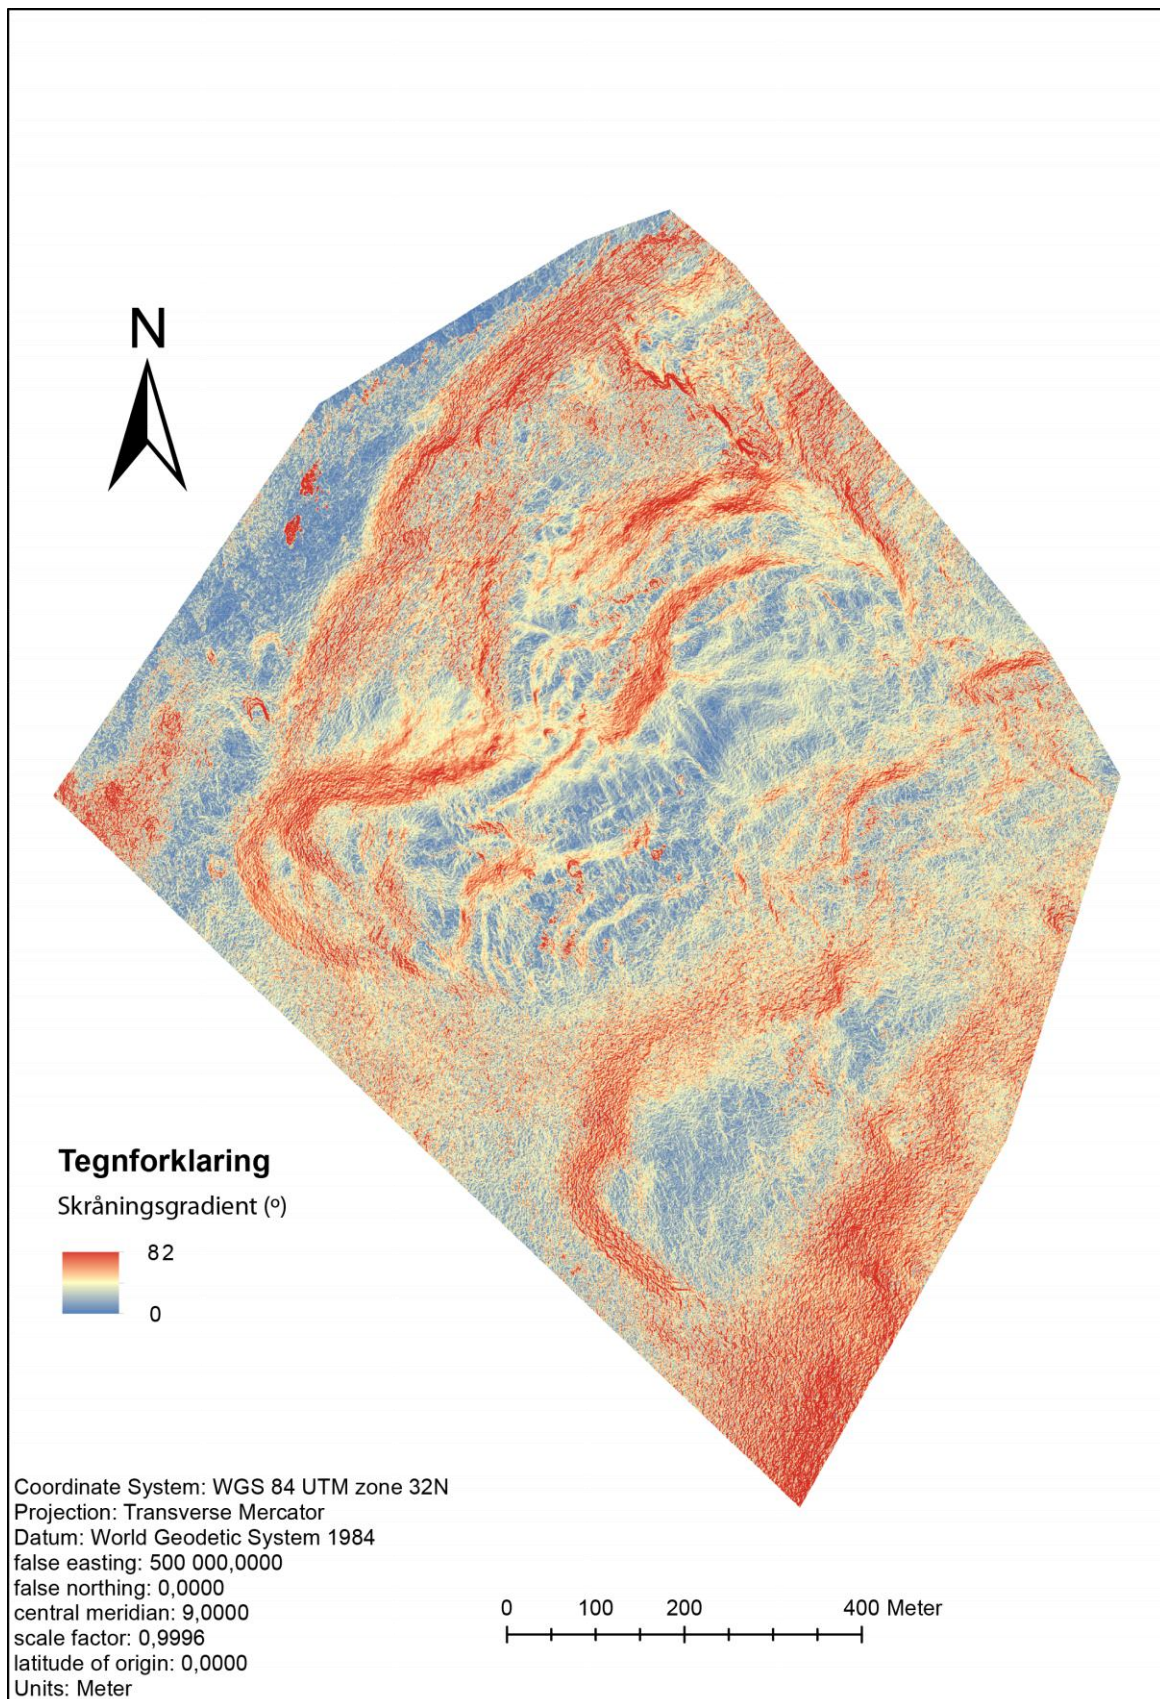 N
Tegnforklaring
Skråningsgradient (º)
82
0
Coordinate System: WGS 84 UTM zone 32N
Projection: Transverse Mercator
Datum: World Geodetic System 1984
false easting: 500 000,0000
false northing: 0,0000
central meridian: 9,0000
scale factor: 0,9996
latitude of origin: 0,0000
Units: Meter
0 100 200 400 Meter